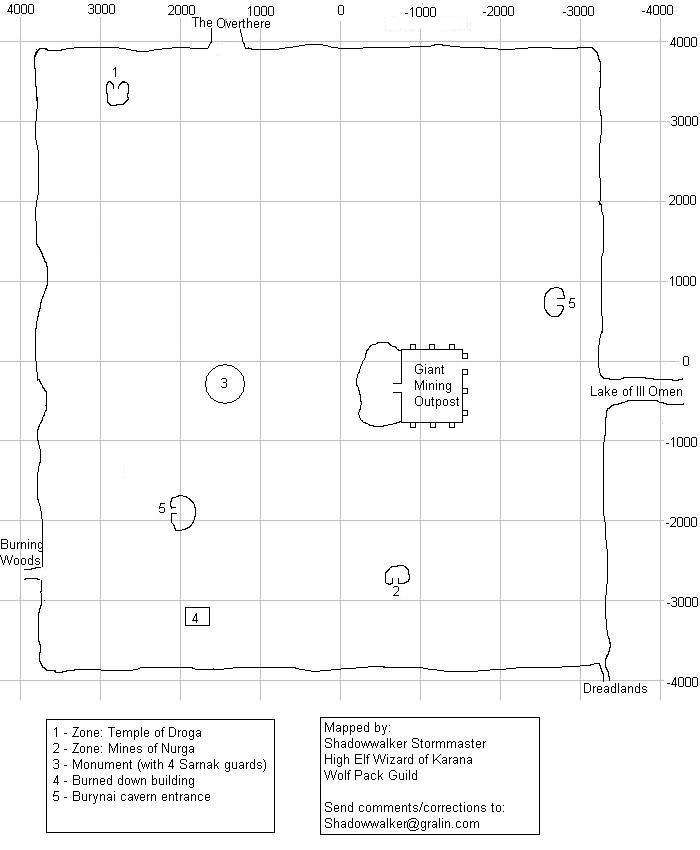 4000 3000 2000 1000 0 -1000 -2000 -3000 -4000
The Overthere
4000
1
3000
2000
1000
5
0
Giant
Mining
Outpost
3
Lake of Ill Omen
-1000
5
-2000
Burning
Woods
2
-3000
4
-4000
Dreadlands
1 - Zone: Temple of Droga
2 - Zone: Mines of Nurga
3 - Monument (with 4 Sarnak guards)
4 - Burned down building
5 - Burynai cavern entrance
Mapped by:
Shadowwalker Stormmaster
High Elf Wizard of Karana
Wolf Pack Guild
Send comments/corrections to:
Shadowwalker@gralin.com